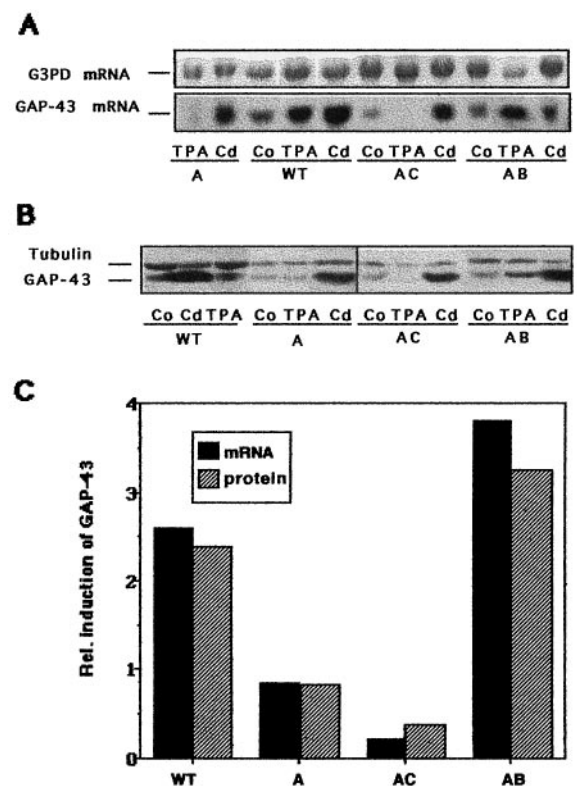 A
G3PD mRNA
GAP-43 mRNA
TPA Cd Co TPA Cd Co TPA Cd Co TPA Cd
A WT AC AB
B
Tubulin
GAP-43
Co Cd TPA Co TPA Cd Co TPA Cd Co TPA Cd
WT A AC AB
C
Rel. induction of GAP-43
4
3
2
1
0
mRNA
protein
WT A AC AB